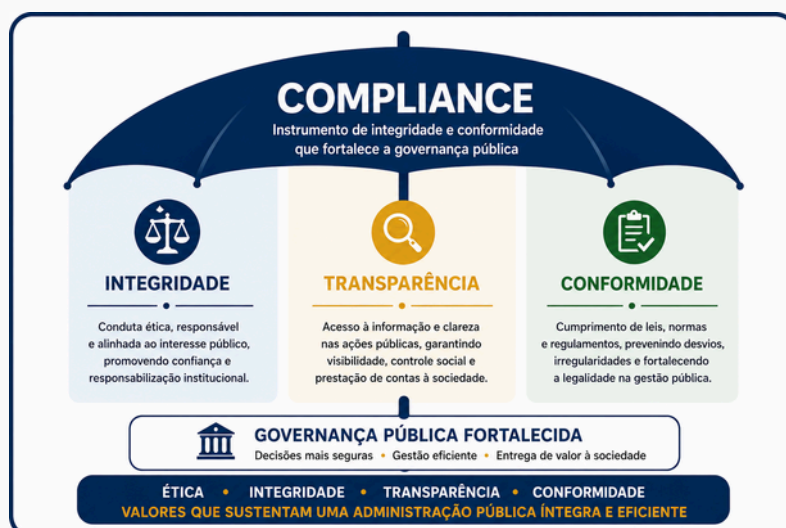 COMPLIANCE
Instrumento de integridade e conformidade
que fortalece a governança pública
INTEGRIDADE
Conduta ética, responsável
e alinhada ao interesse público,
promovendo confiança e
responsabilização institucional.
TRANSPARÊNCIA
Acesso à informação e clareza
nas ações públicas, garantindo
visibilidade, controle social e
prestação de contas à sociedade.
CONFORMIDADE
Cumprimento de leis, normas
e regulamentos, prevenindo desvios,
irregularidades e fortalecendo
a legalidade na gestão pública.
GOVERNANÇA PÚBLICA FORTALECIDA
Decisões mais seguras • Gestão eficiente • Entrega de valor à sociedade
ÉTICA • INTEGRIDADE • TRANSPARÊNCIA • CONFORMIDADE
VALORES QUE SUSTENTAM UMA ADMINISTRAÇÃO PÚBLICA ÍNTEGRA E EFICIENTE